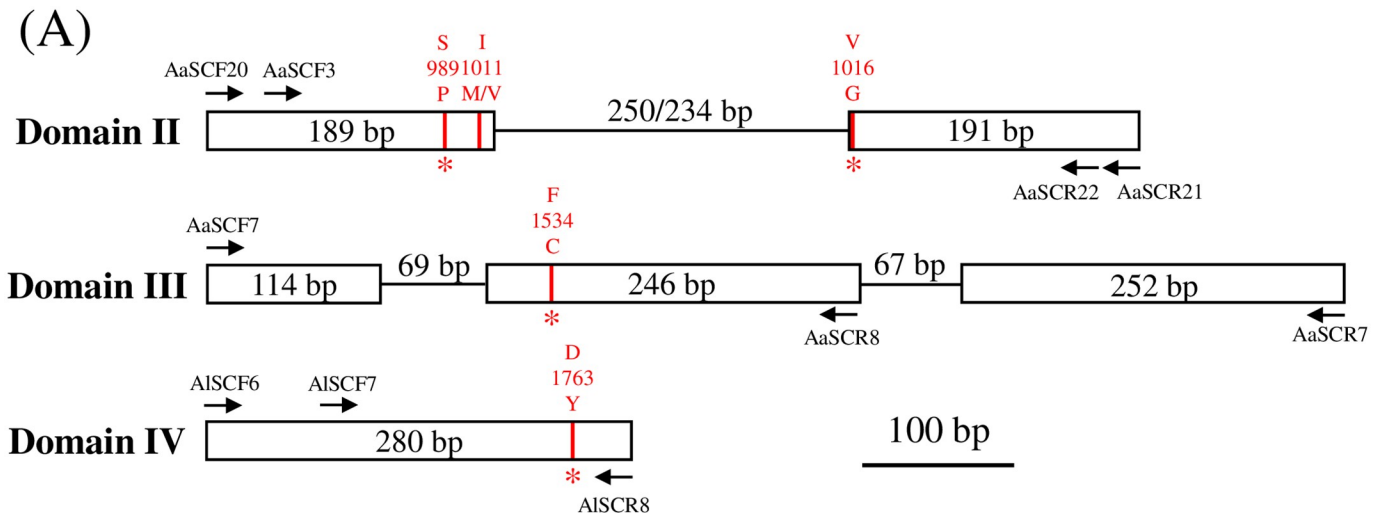 (A)
S I V
989 1011 1016
AaSCF20 AaSCF3 P M/V G
250/234 bp
Domain II 189 bp 191 bp
* *
AaSCR22 AaSCR21
F
AaSCF7 1534
C
69 bp 67 bp
Domain III 114 bp 246 bp 252 bp
*
AaSCR8 AaSCR7
D
AlSCF6 AlSCF7 1763
Y
Domain IV 280 bp 100 bp
*
AlSCR8